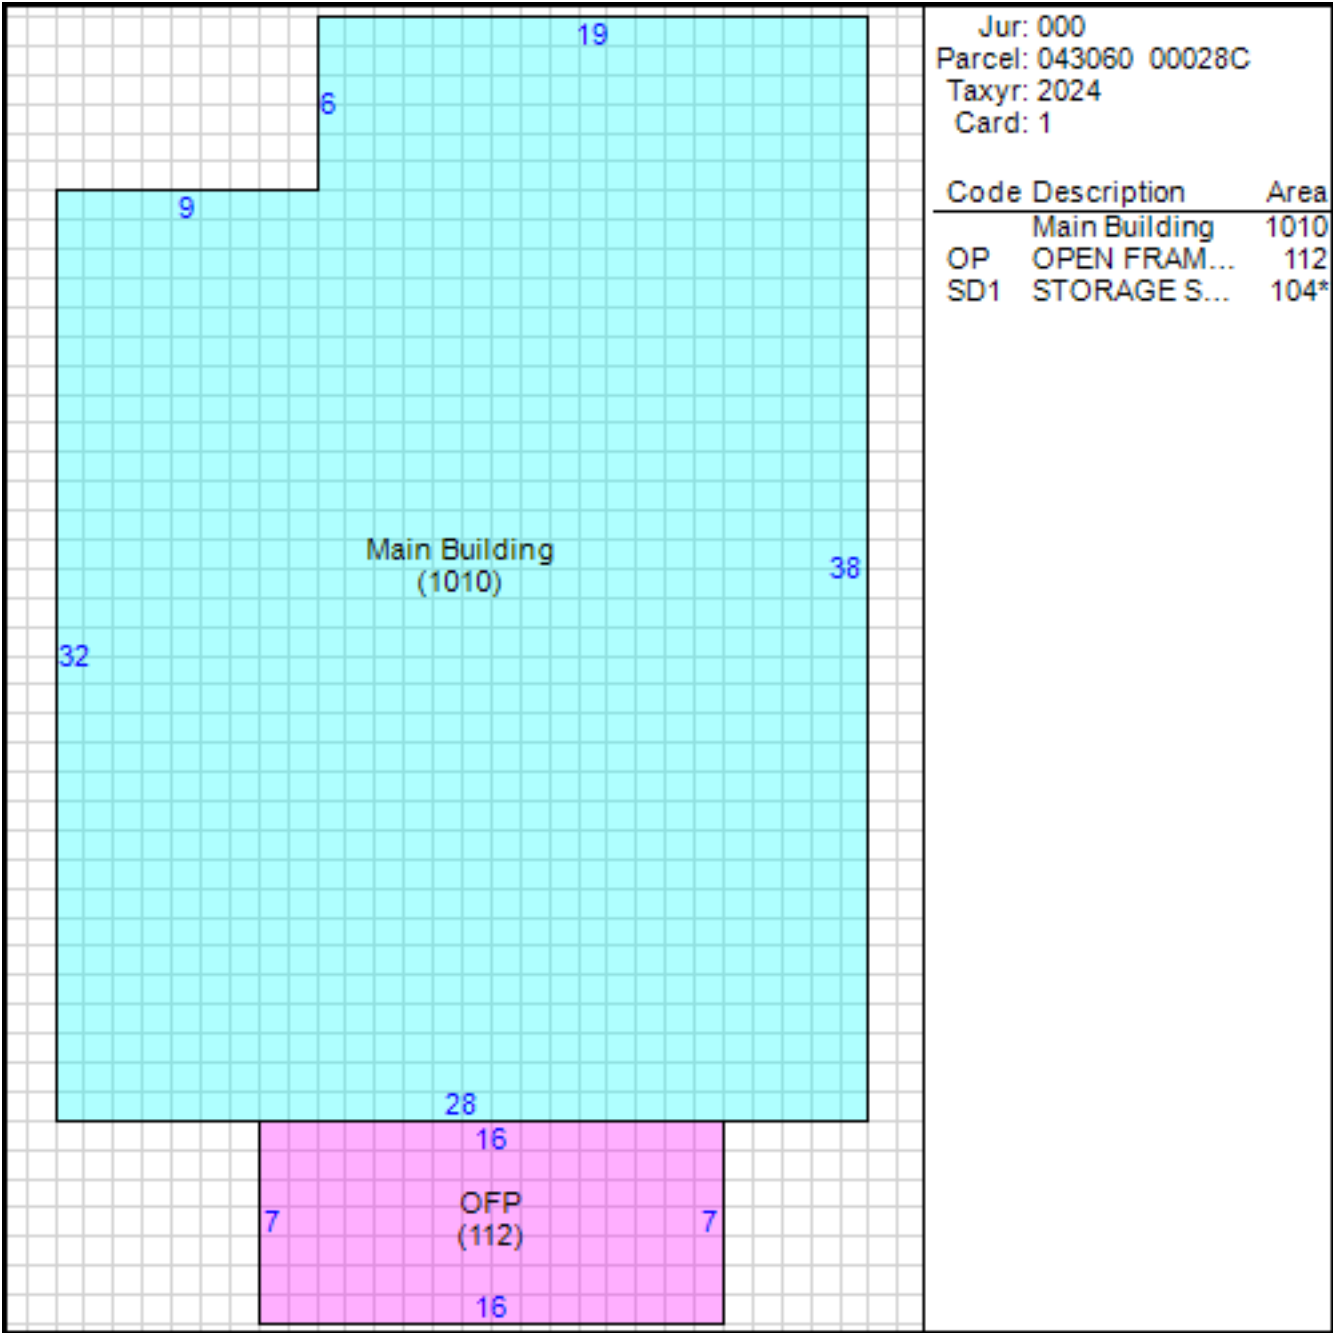 19
6
9
Main Building
(1010)
38
32
28
16
OFP
(112)
7
7
16
Jur: 000
Parcel: 043060 00028C
Taxyr: 2024
Card: 1
Code Description Area
Main Building 1010
OP OPEN FRAM... 112
SD1 STORAGE S... 104*